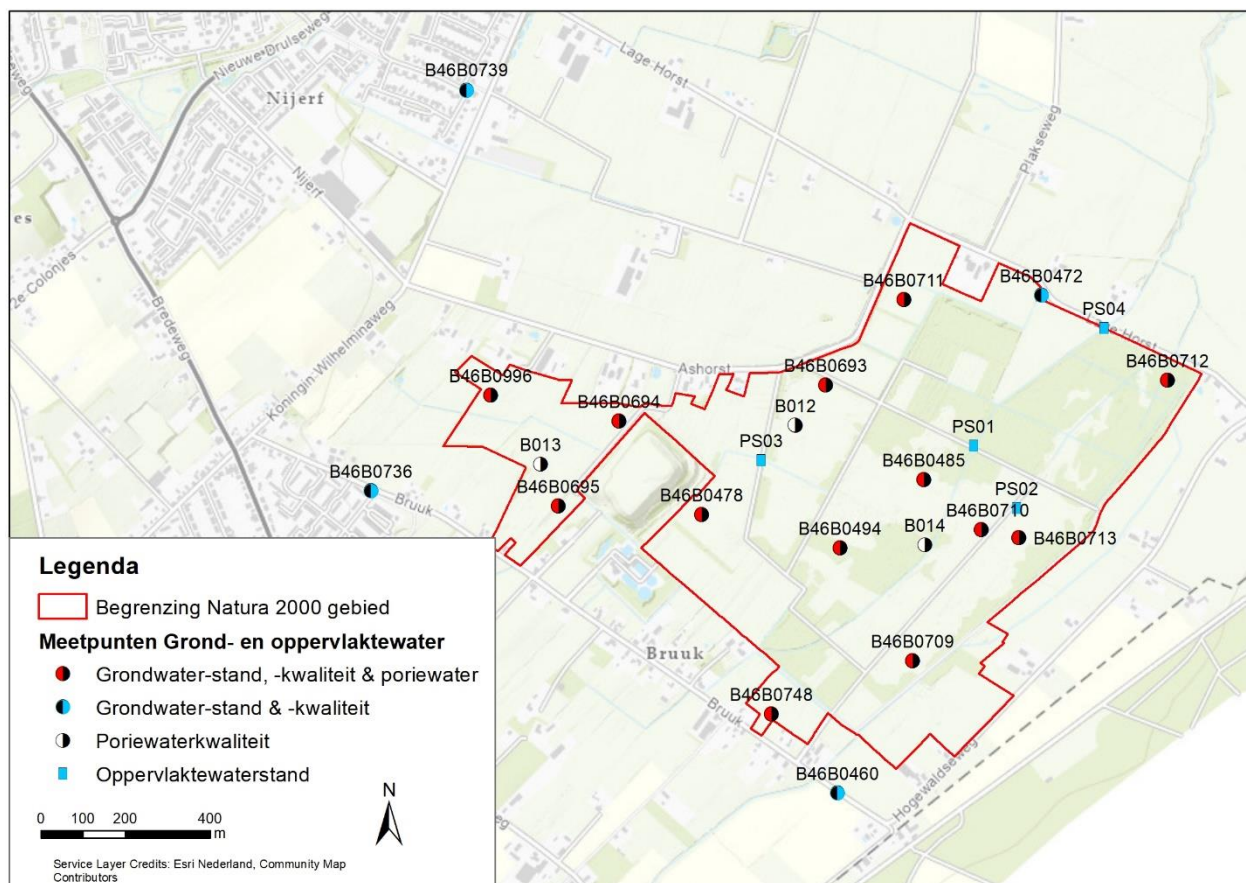 Nieuwe-Drulseweg
Lage-Horst
B46B0739
Nijerf
Plakseweg
Nijerf
es
2e Colonjes
Bredeweg
B46B0711
B46B0472
PS04
Lage-Horst
Koningin-Wilhelminaweg
Ashorst
B46B0693
B46B0712
B46B0996
B46B0694
B012
PS01
B013
PS03
B46B0485
B46B0736
Bruuk
B46B0695
B46B0478
PS02
B46B0710
B46B0494
B014
B46B0713
Bruuk
B46B0709
B46B0748
Bruuk
B46B0460
Hogewaldseweg
Legenda
Begrenzing Natura 2000 gebied
Meetpunten Grond- en oppervlaktewater
Grondwater-stand, -kwaliteit & poriewater
Grondwater-stand & -kwaliteit
Poriewaterkwaliteit
Oppervlaktewaterstand
N
0 100 200 400
m
Service Layer Credits: Esri Nederland, Community Map
Contributors